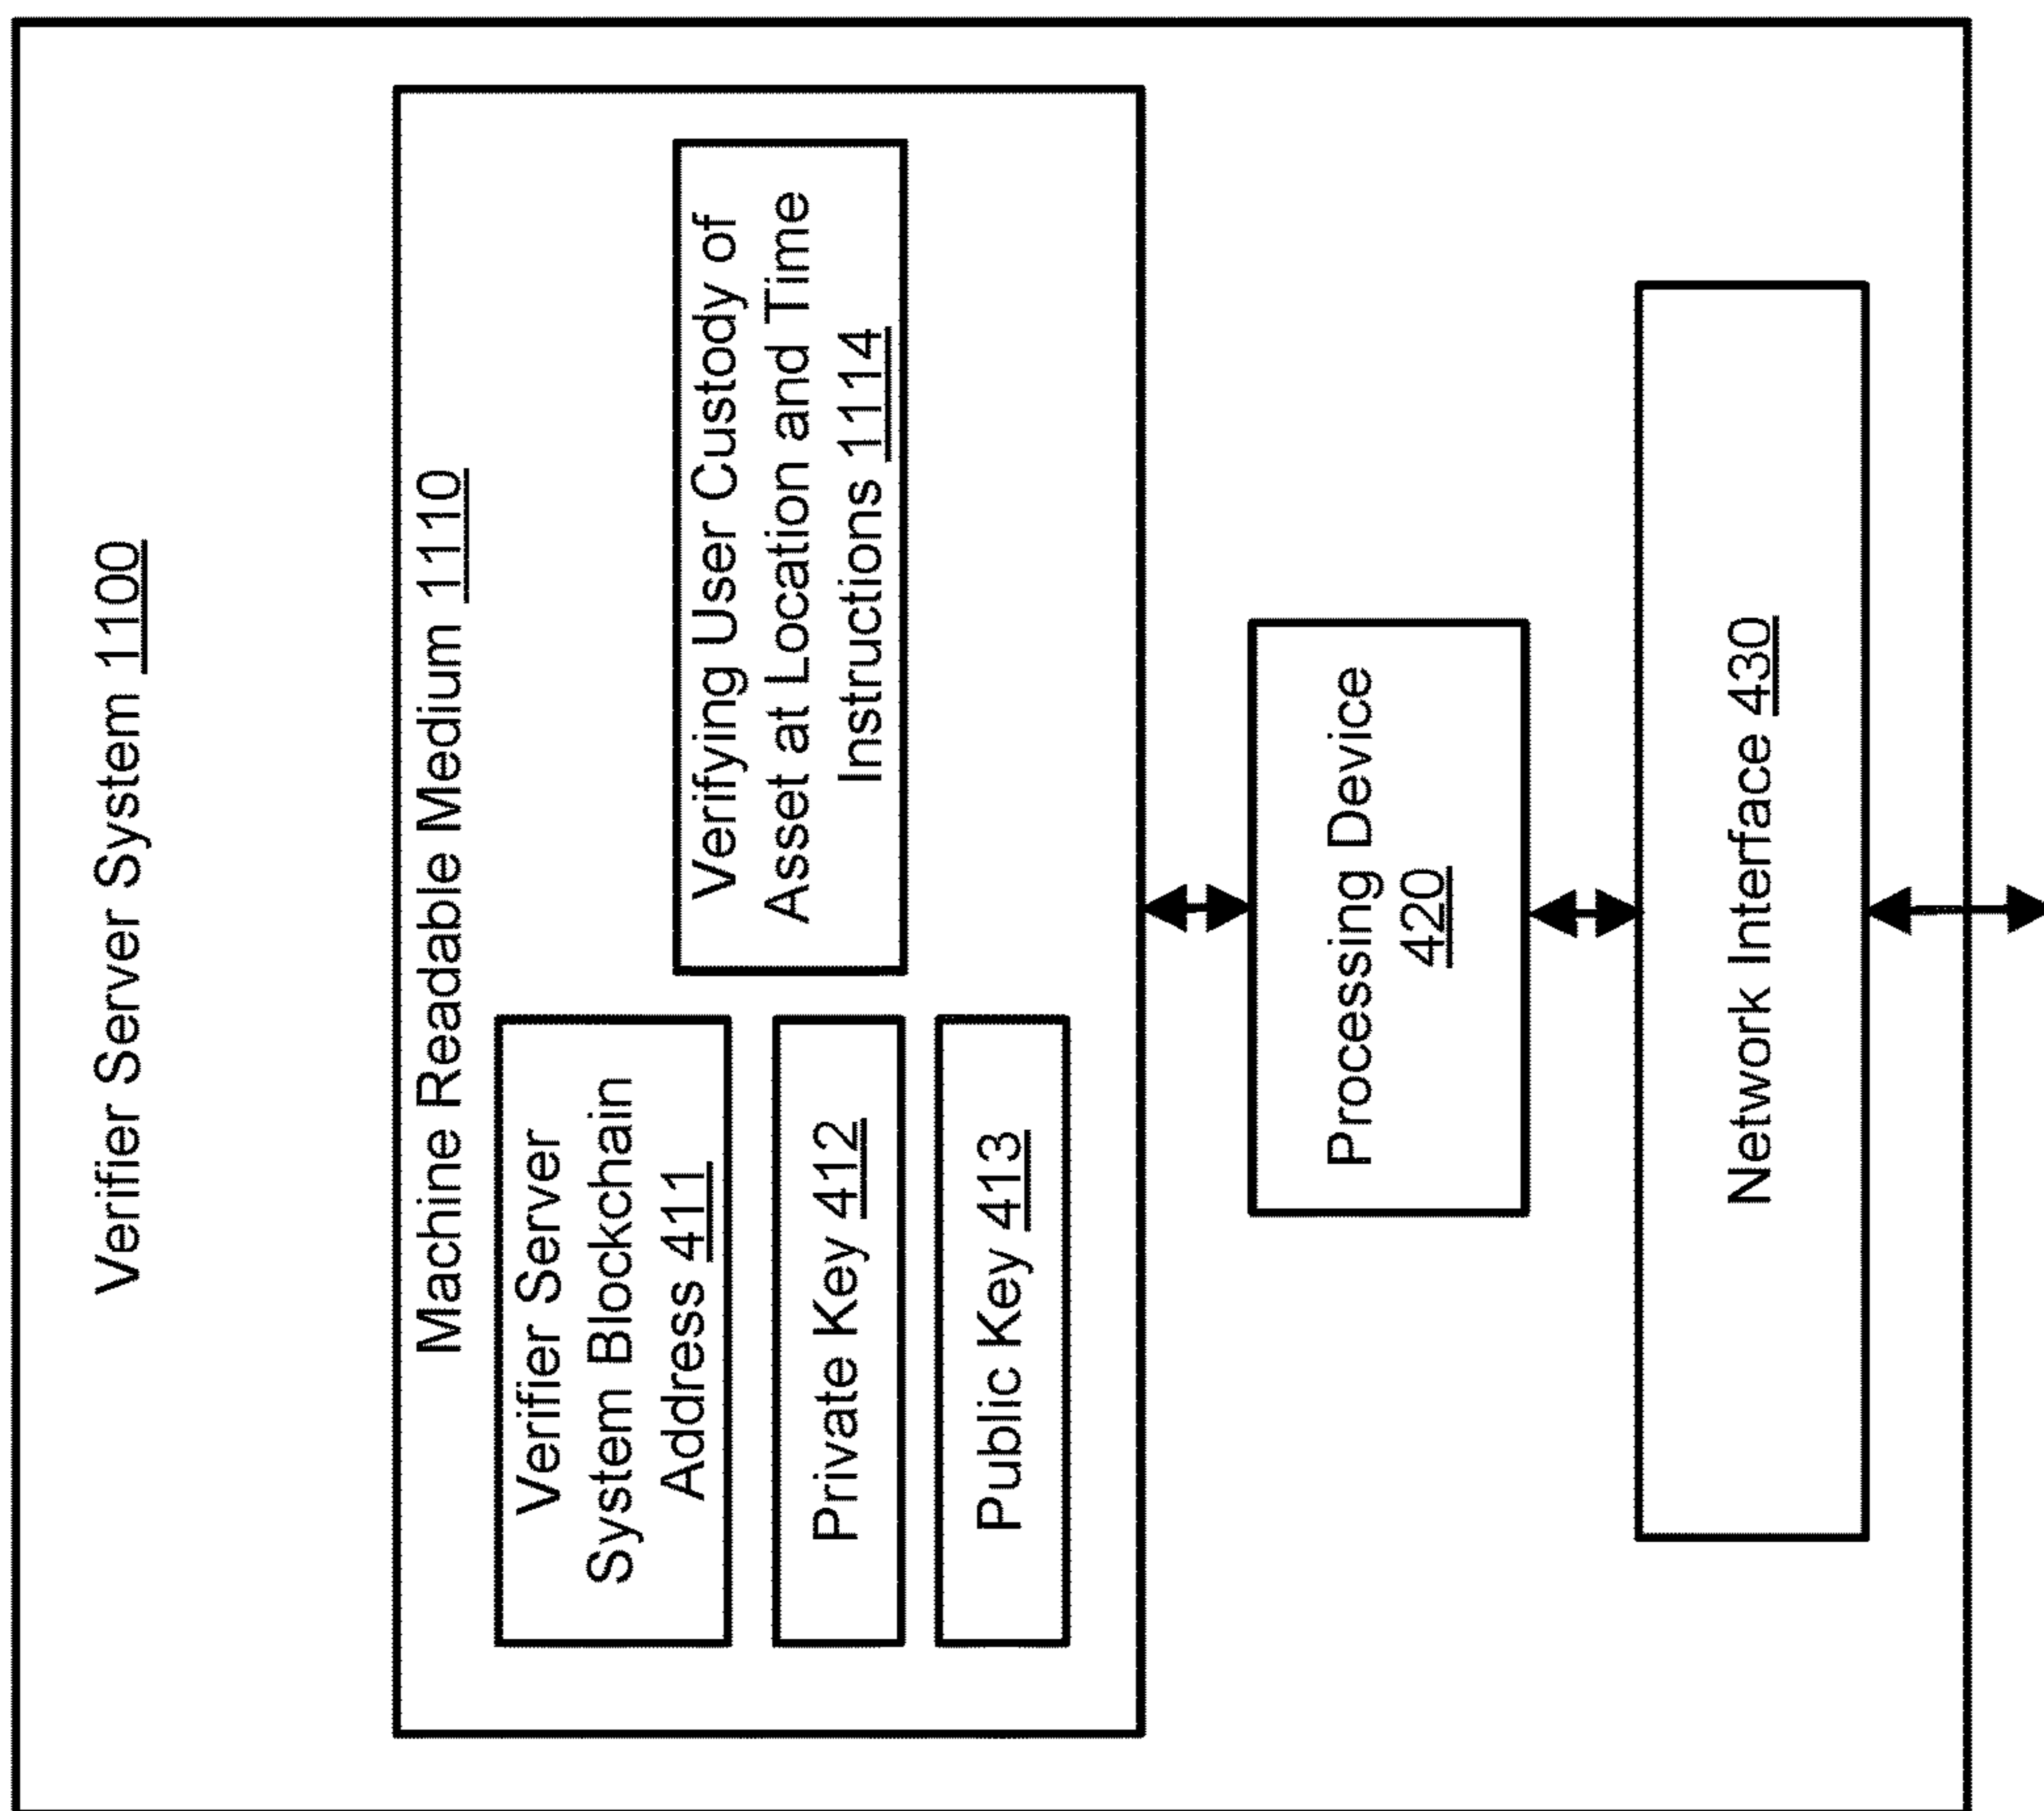 Verifier Server System 1100
Machine Readable Medium 1110
Verifier Server
System Blockchain
Address 411
Private Key 412
Public Key 413
Verifying User Custody of
Asset at Location and Time
Instructions 1114
Processing Device
420
Network Interface 430